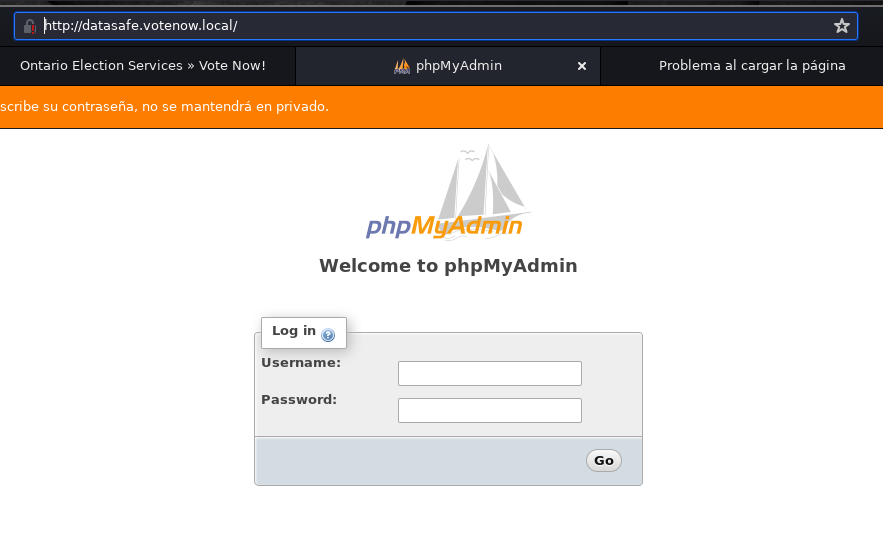 http://datasafe.votenow.local/
Ontario Election Services » Vote Now!
phpMyAdmin
Problema al cargar la página
scribe su contraseña, no se mantendrá en privado.
phpMyAdmin
Welcome to phpMyAdmin
Log in
Username:
Password:
Go